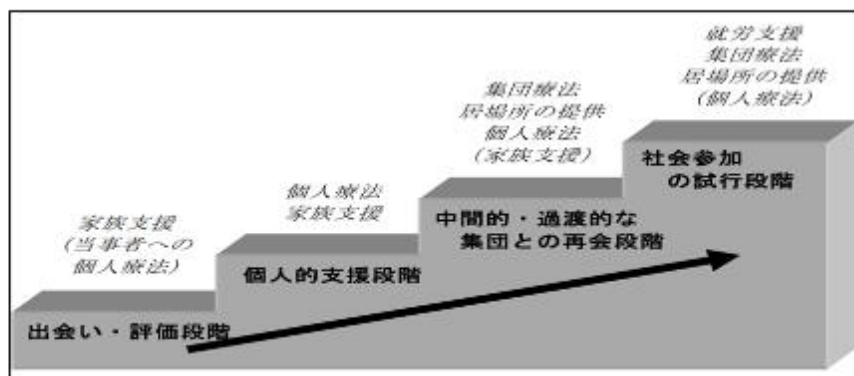 家族支援
(当事者への
個人療法)
出会い・評価段階
個人療法
家族支援
個人的支援段階
集団療法
居場所の提供
個人療法
(家族支援)
中間的・過渡的な
集団との再会段階
就労支援
集団療法
居場所の提供
(個人療法)
社会参加
の試行段階